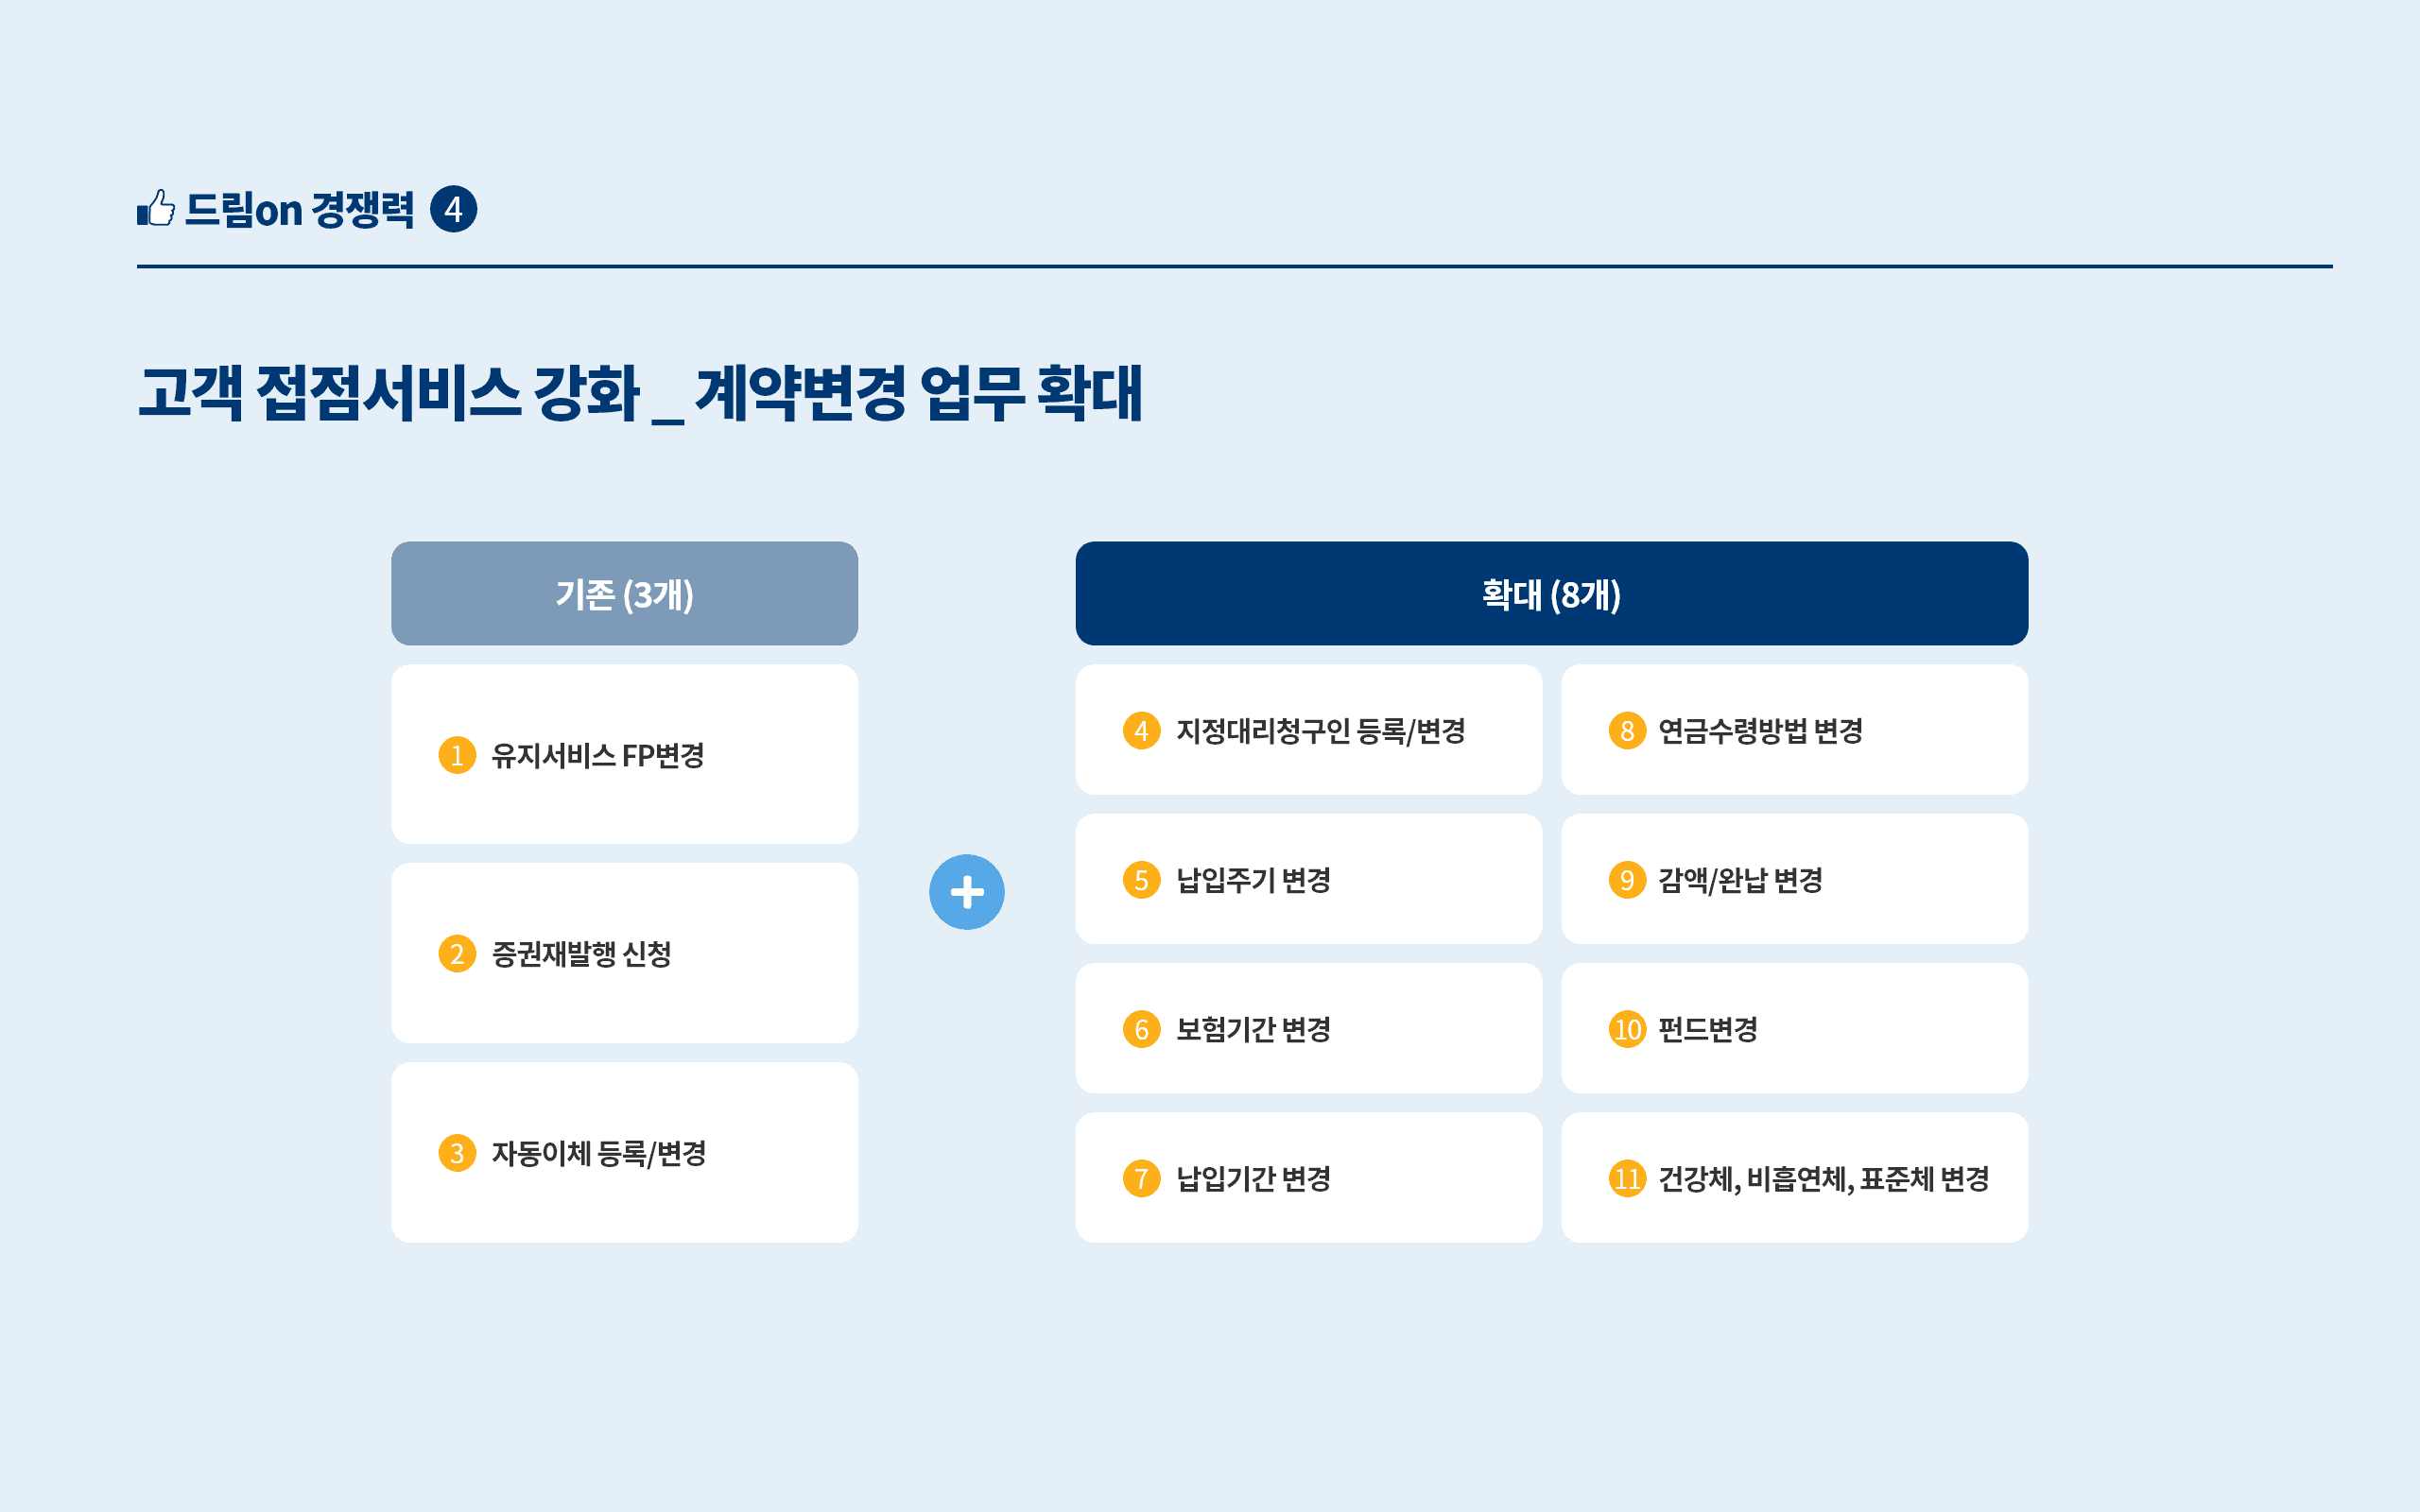 드림on 경쟁력 4
고객 접점서비스 강화 _ 계약변경 업무 확대
기존 (3개)
1 유지서비스 FP변경
2 증권재발행 신청
3 자동이체 등록/변경
+
확대 (8개)
4 지정대리청구인 등록/변경
5 납입주기 변경
6 보험기간 변경
7 납입기간 변경
8 연금수령방법 변경
9 감액/완납 변경
10 펀드변경
11 건강체, 비흡연체, 표준체 변경